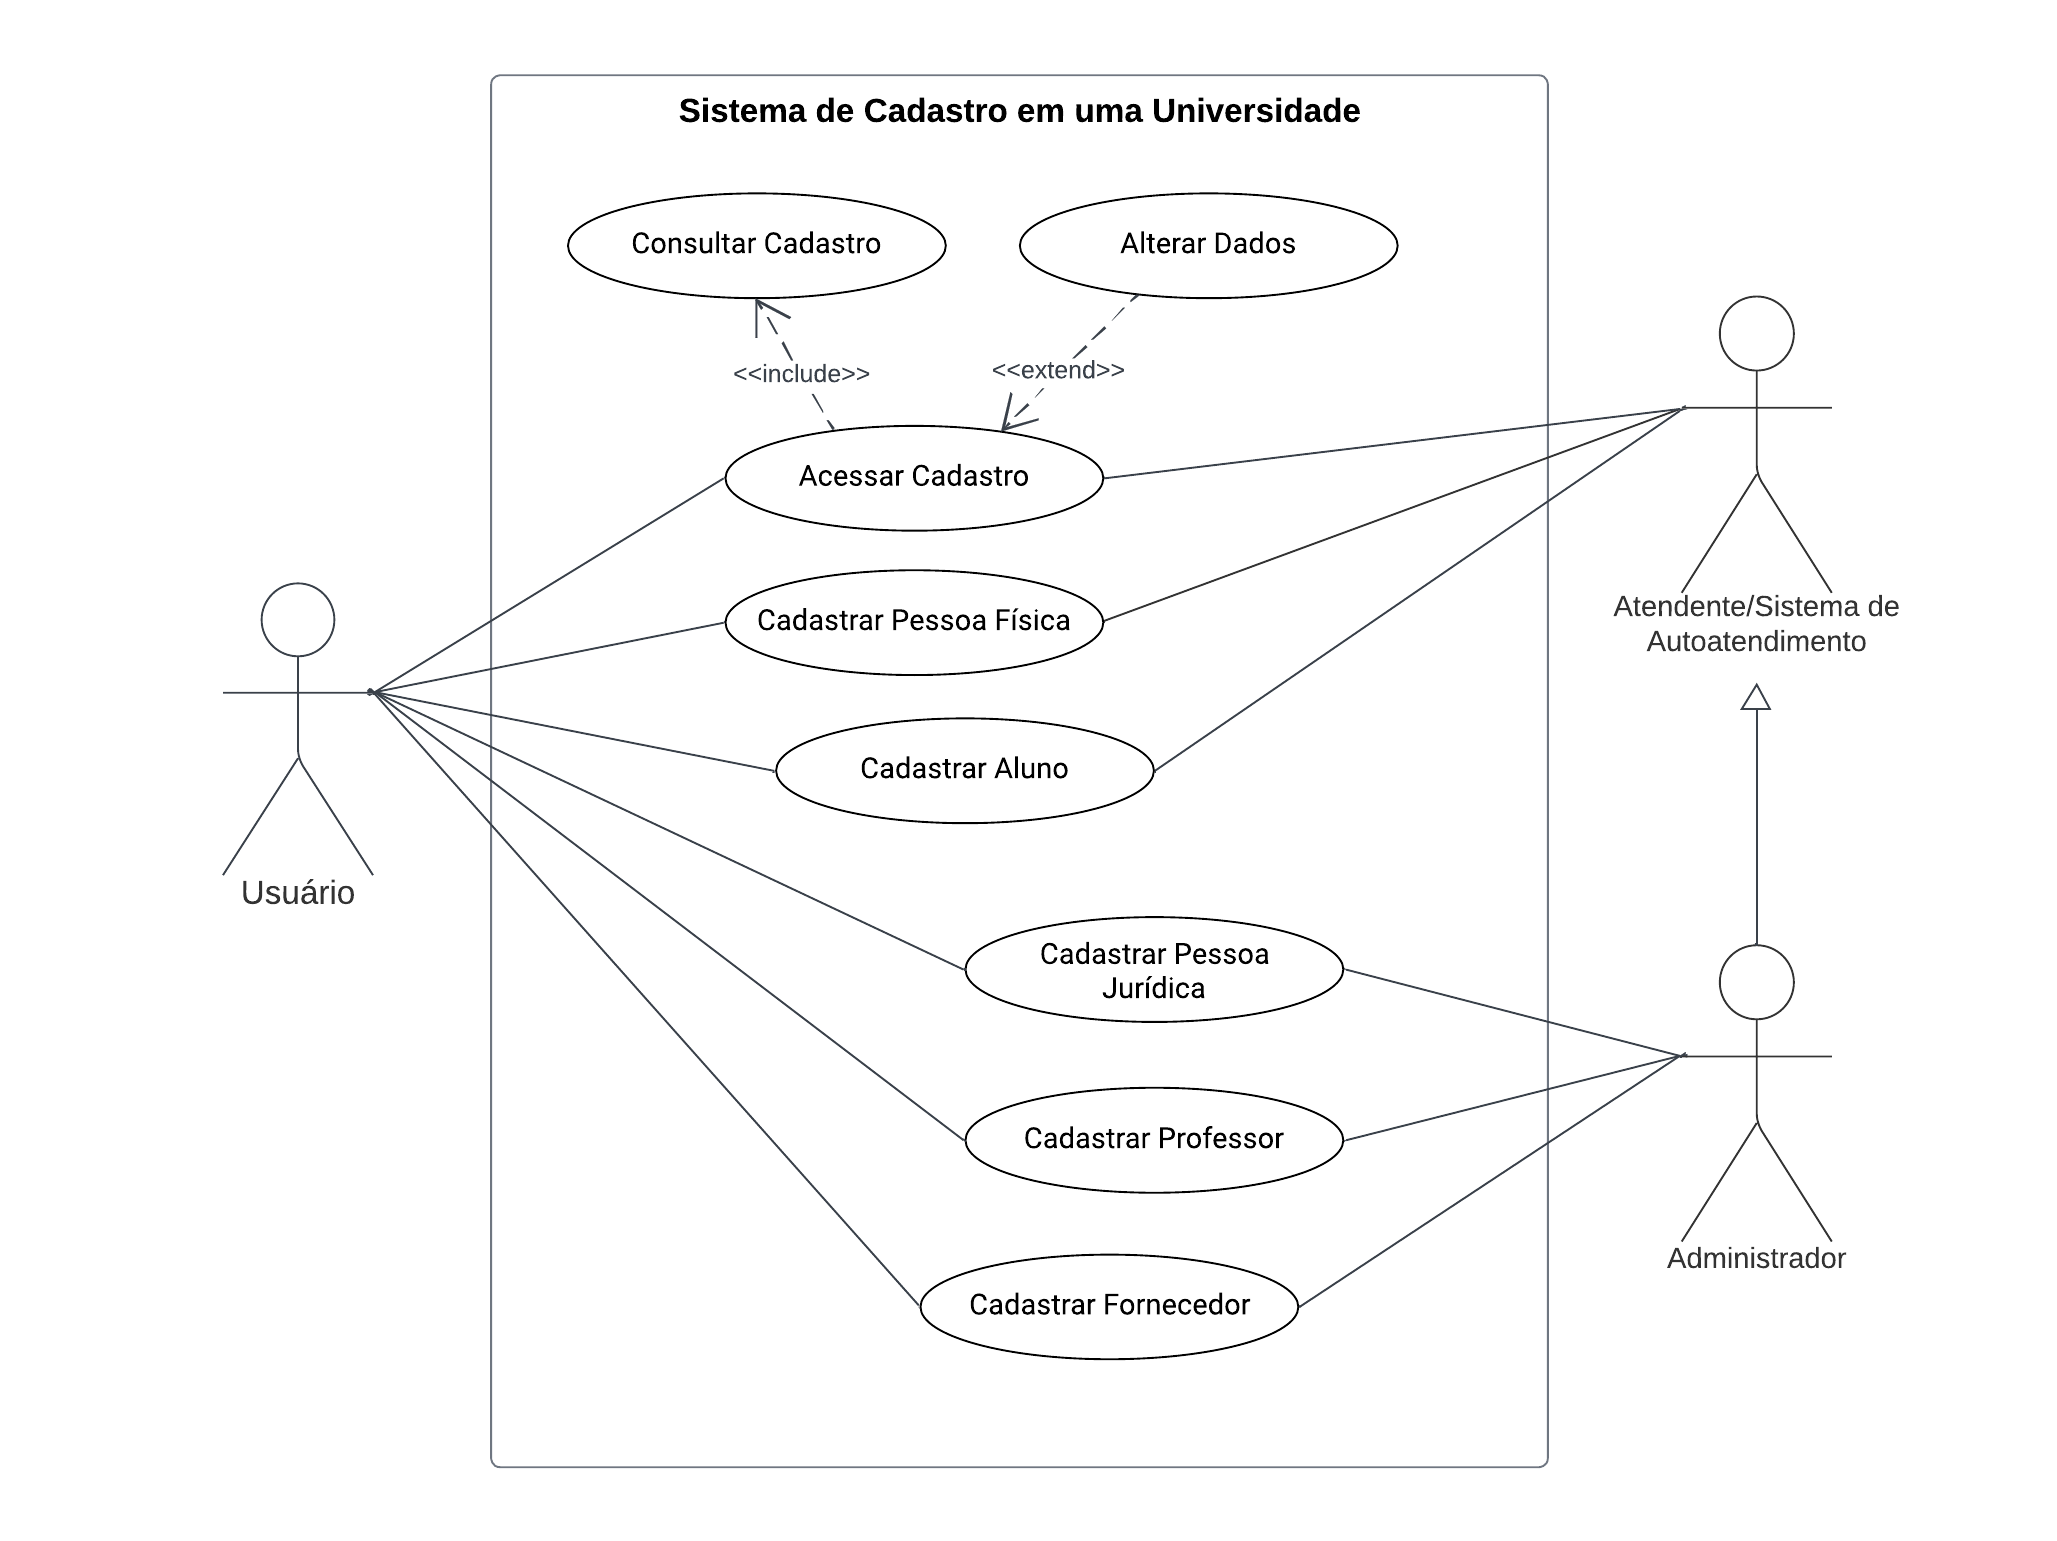 Sistema de Cadastro em uma Universidade
Consultar Cadastro
Alterar Dados
<<include>>
<<extend>>
Acessar Cadastro
Cadastrar Pessoa Física
Atendente/Sistema de
Autoatendimento
Cadastrar Aluno
Usuário
Cadastrar Pessoa
Jurídica
Cadastrar Professor
Administrador
Cadastrar Fornecedor